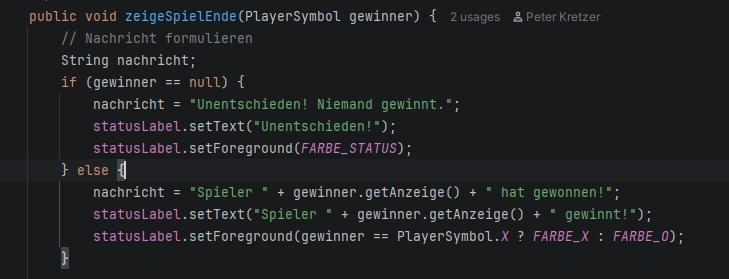 public void zeigeSpielEnde(PlayerSymbol gewinner) { 2 usages Peter Kretzer
// Nachricht formulieren
String nachricht;
if (gewinner == null) {
nachricht = "Unentschieden! Niemand gewinnt.";
statusLabel.setText("Unentschieden!");
statusLabel.setForeground(FARBE_STATUS);
} else {
nachricht = "Spieler " + gewinner.getAnzeige() + " hat gewonnen!";
statusLabel.setText("Spieler " + gewinner.getAnzeige() + " gewinnt!");
statusLabel.setForeground(gewinner == PlayerSymbol.X ? FARBE_X : FARBE_O);
}